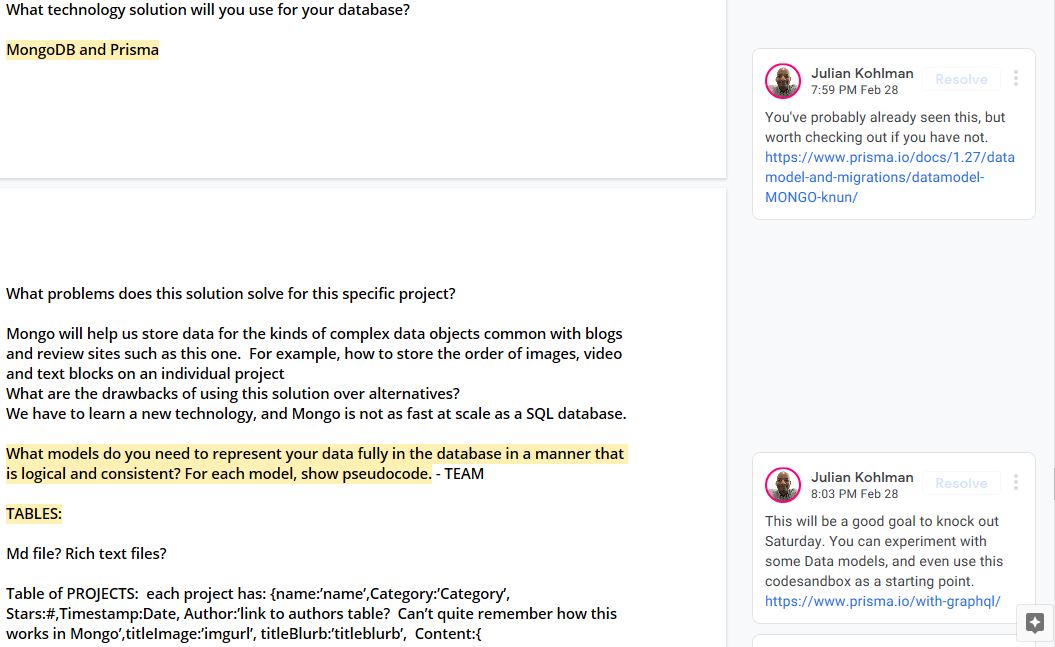 What technology solution will you use for your database?
MongoDB and Prisma
Julian Kohlman
Resolve
7:59 PM Feb 28
You've probably already seen this, but
worth checking out if you have not.
https://www.prisma.io/docs/1.27/data
model-and-migrations/datamodel-
MONGO-knun/
What problems does this solution solve for this specific project?
Mongo will help us store data for the kinds of complex data objects common with blogs
and review sites such as this one.  For example, how to store the order of images, video
and text blocks on an individual project
What are the drawbacks of using this solution over alternatives?
We have to learn a new technology, and Mongo is not as fast at scale as a SQL database.
What models do you need to represent your data fully in the database in a manner that
is logical and consistent? For each model, show pseudocode. - TEAM
TABLES:
Md file? Rich text files?
Table of PROJECTS:  each project has: {name:’name’,Category:’Category’,
Stars:#,Timestamp:Date, Author:’link to authors table?  Can’t quite remember how this
works in Mongo’,titleImage:’imgurl’, titleBlurb:’titleblurb’,  Content:{
Julian Kohlman
Resolve
8:03 PM Feb 28
This will be a good goal to knock out
Saturday. You can experiment with
some Data models, and even use this
codesandbox as a starting point.
https://www.prisma.io/with-graphql/